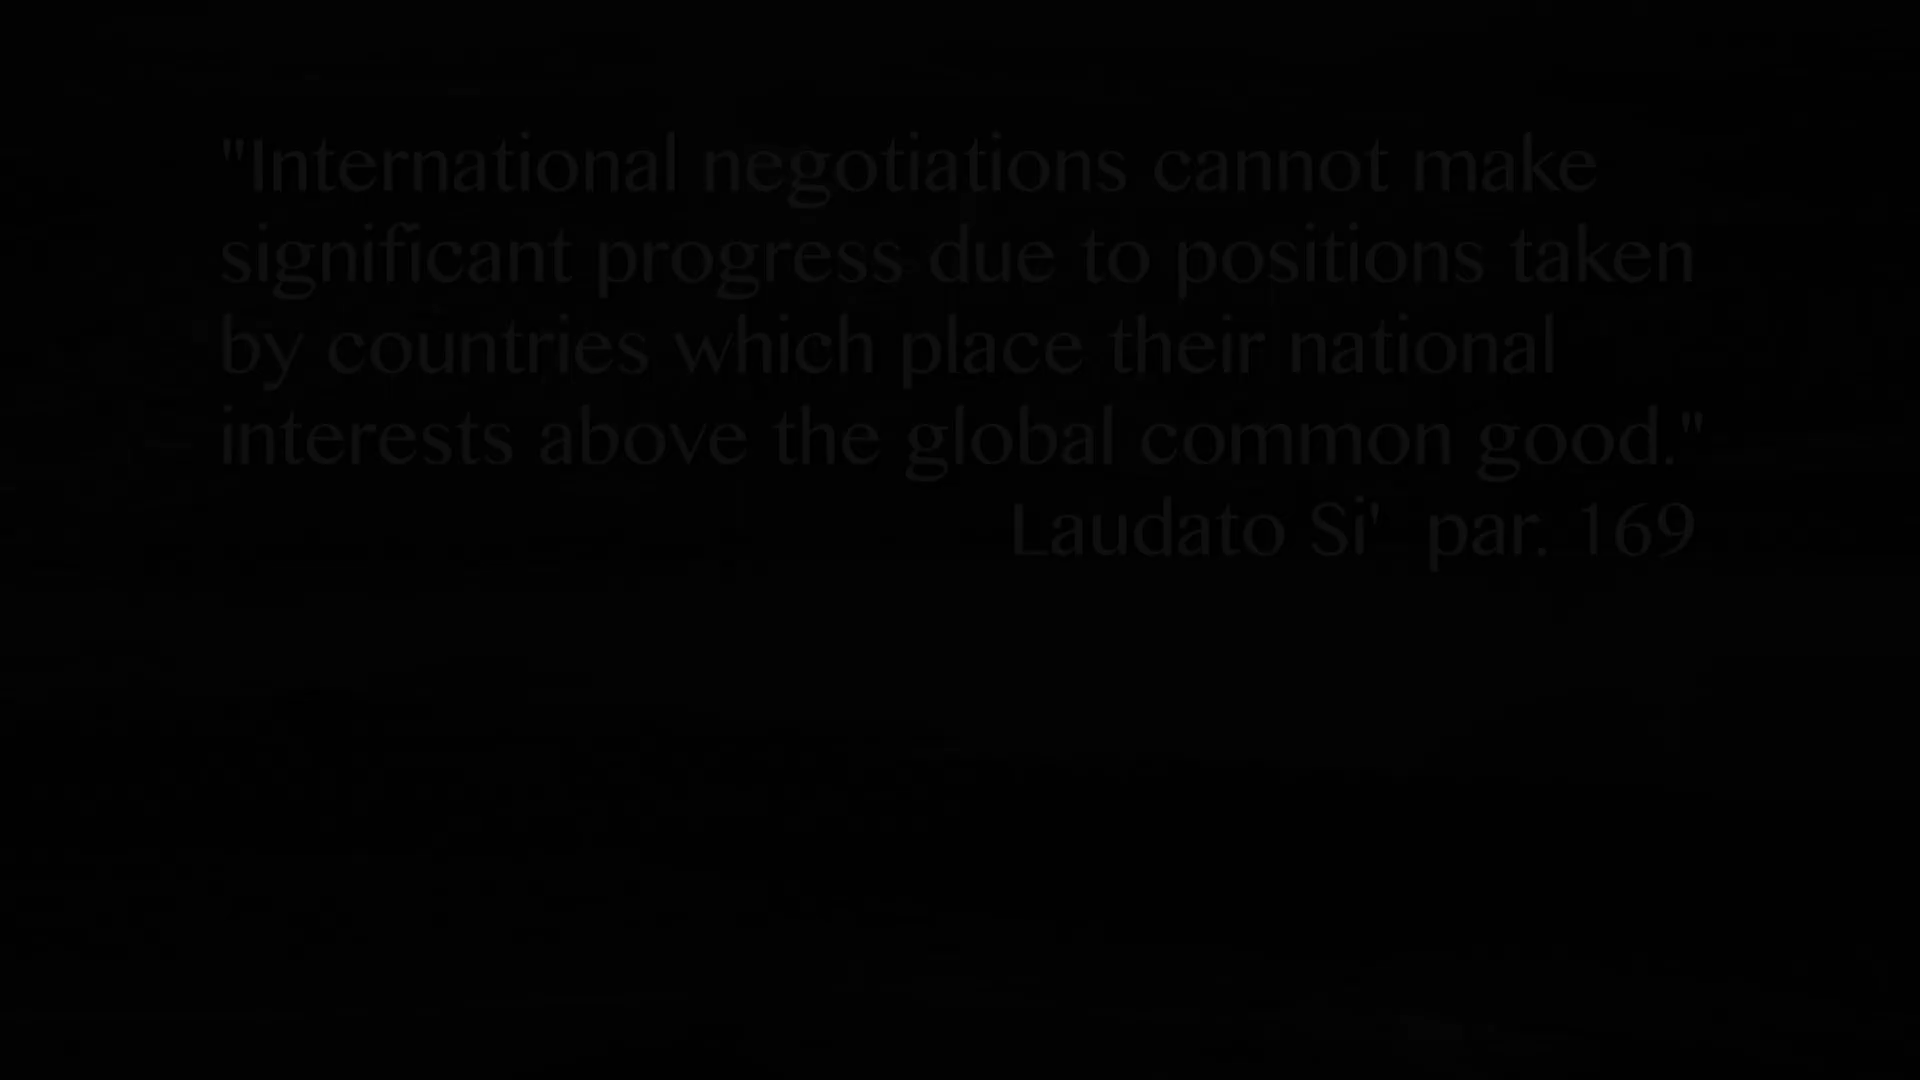 "International negotiations cannot make
significant progress due to positions taken
by countries which place their national
interests above the global common good."
Laudato Si'  par. 169